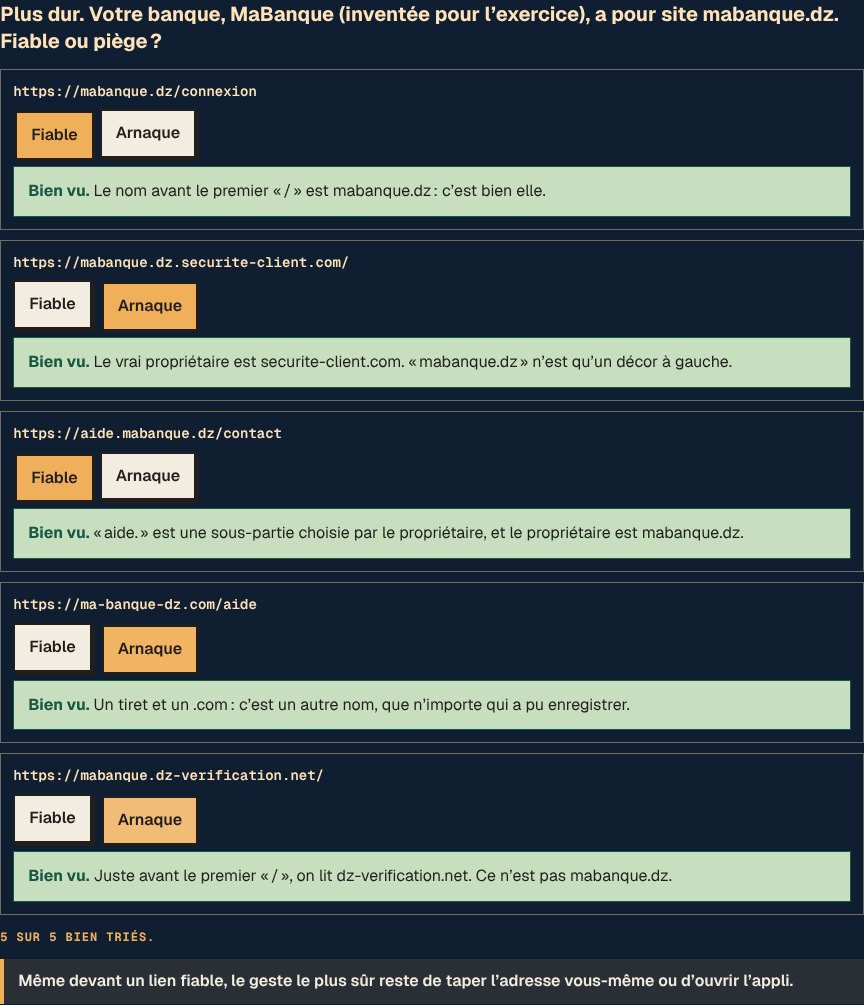 Plus dur. Votre banque, MaBanque (inventée pour l’exercice), a pour site mabanque.dz.
Fiable ou piège ?
https://mabanque.dz/connexion
Fiable
Arnaque
Bien vu. Le nom avant le premier « / » est mabanque.dz : c’est bien elle.
https://mabanque.dz.securite-client.com/
Fiable
Arnaque
Bien vu. Le vrai propriétaire est securite-client.com. « mabanque.dz » n’est qu’un décor à gauche.
https://aide.mabanque.dz/contact
Fiable
Arnaque
Bien vu. « aide. » est une sous-partie choisie par le propriétaire, et le propriétaire est mabanque.dz.
https://ma-banque-dz.com/aide
Fiable
Arnaque
Bien vu. Un tiret et un .com : c’est un autre nom, que n’importe qui a pu enregistrer.
https://mabanque.dz-verification.net/
Fiable
Arnaque
Bien vu. Juste avant le premier « / », on lit dz-verification.net. Ce n’est pas mabanque.dz.
5 SUR 5 BIEN TRIÉS.
Même devant un lien fiable, le geste le plus sûr reste de taper l’adresse vous-même ou d’ouvrir l’appli.